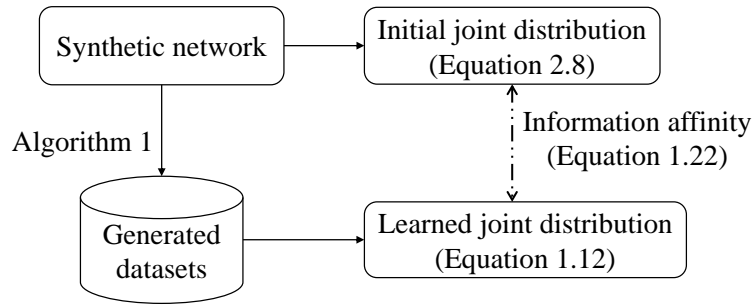 Synthetic network
Initial joint distribution
(Equation 2.8)
Algorithm 1
Information affinity
(Equation 1.22)
Generated
datasets
Learned joint distribution
(Equation 1.12)